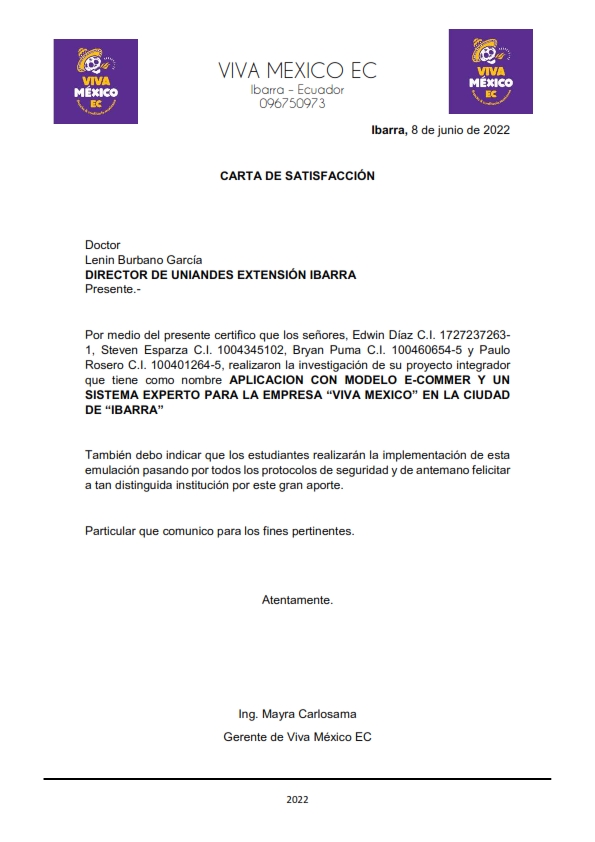 VIVA
MÉXICO
EC
VIVA MEXICO EC
Ibarra - Ecuador
096750973
VIVA
MÉXICO
EC
Ibarra, 8 de junio de 2022
CARTA DE SATISFACCIÓN
Doctor
Lenin Burbano García
DIRECTOR DE UNIANDES EXTENSIÓN IBARRA
Presente.-
Por medio del presente certifico que los señores, Edwin Díaz C.I. 1727237263-
1, Steven Esparza C.I. 1004345102, Bryan Puma C.I. 100460654-5 y Paulo
Rosero C.I. 100401264-5, realizaron la investigación de su proyecto integrador
que tiene como nombre APLICACION CON MODELO E-COMMER Y UN
SISTEMA EXPERTO PARA LA EMPRESA “VIVA MEXICO” EN LA CIUDAD
DE “IBARRA”
También debo indicar que los estudiantes realizarán la implementación de esta
emulación pasando por todos los protocolos de seguridad y de antemano felicitar
a tan distinguida institución por este gran aporte.
Particular que comunico para los fines pertinentes.
Atentamente.
Ing. Mayra Carlosama
Gerente de Viva México EC
2022